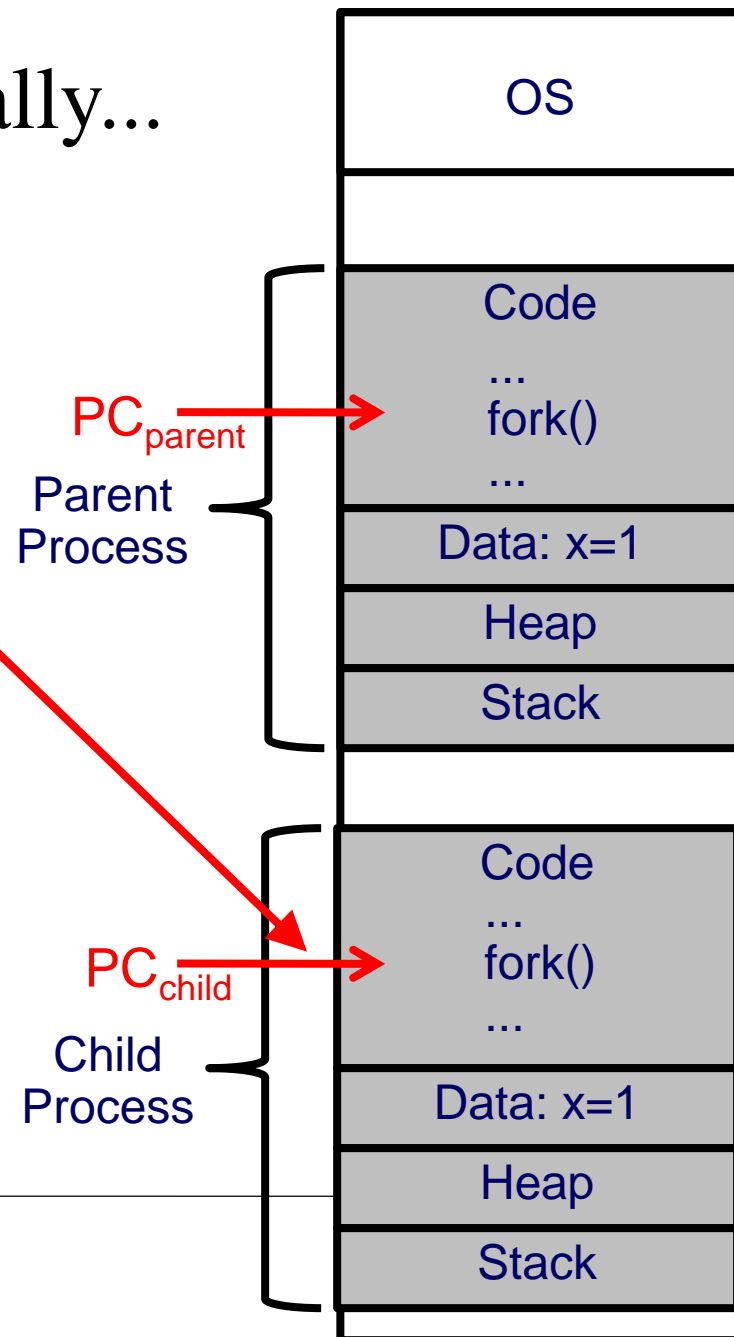 ally...
OS
Code
...
fork()
...
PCparent
Parent
Process
Data: x=1
Heap
Stack
Code
...
fork()
...
PCchild
Child
Process
Data: x=1
Heap
Stack